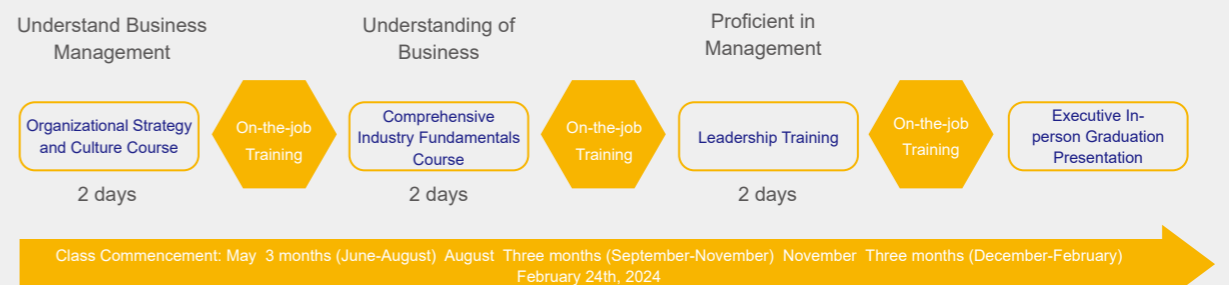 Understand Business
Management
Understanding of
Business
Proficient in
Management
Organizational Strategy
and Culture Course
On-the-job
Training
Comprehensive
Industry Fundamentals
Course
On-the-job
Training
Leadership Training
On-the-job
Training
Executive In-
person Graduation
Presentation
2 days
2 days
2 days
Class Commencement: May 3 months (June-August) August Three months (September-November) November Three months (December-February)
February 24th, 2024